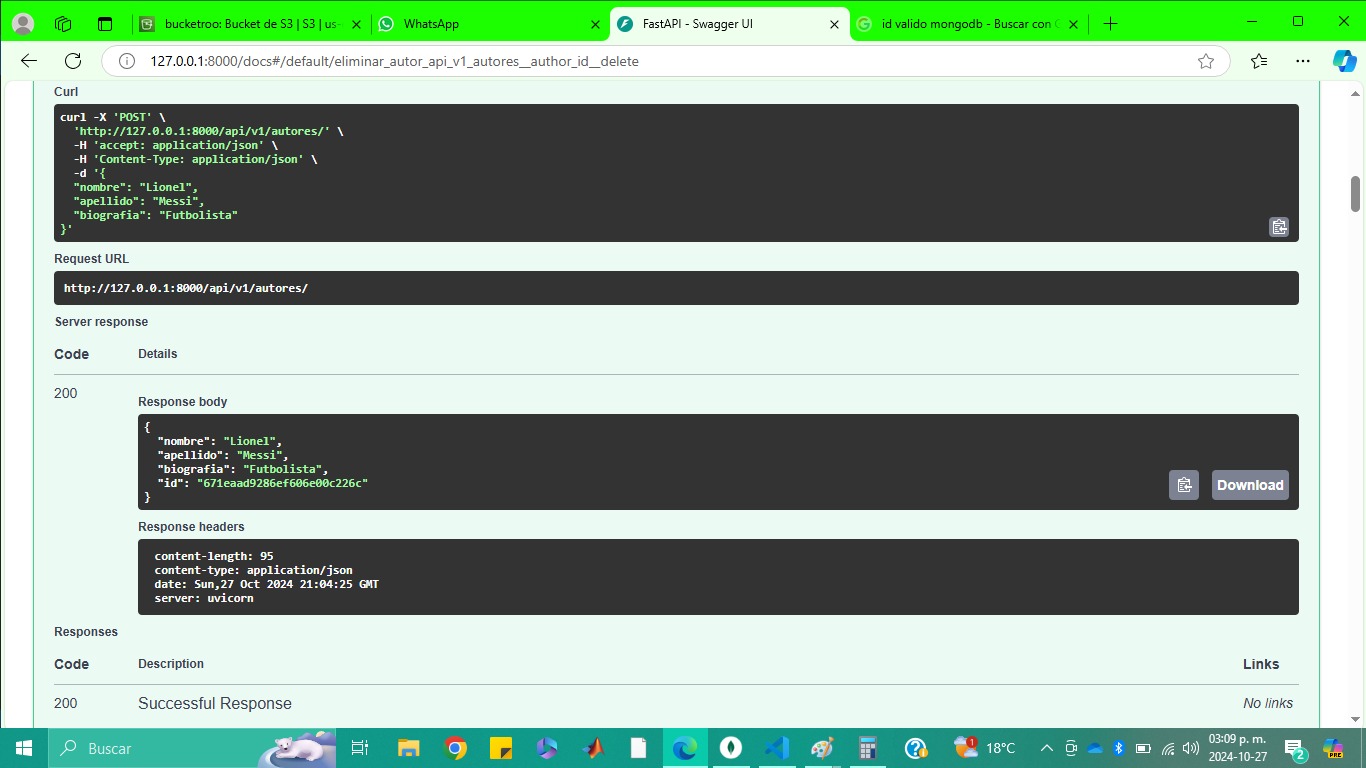 bucketroo: Bucket de S3 | S3 | us-
WhatsApp
FastAPI - Swagger UI
id valido mongodb - Buscar con G
127.0.0.1:8000/docs#/default/eliminar_autor_api_v1_autores__author_id__delete
Curl
curl -X 'POST' \
'http://127.0.0.1:8000/api/v1/autores/' \
-H 'accept: application/json' \
-H 'Content-Type: application/json' \
-d '{
"nombre": "Lionel",
"apellido": "Messi",
"biografia": "Futbolista"
}'
Request URL
http://127.0.0.1:8000/api/v1/autores/
Server response
Code Details
200
Response body
{
"nombre": "Lionel",
"apellido": "Messi",
"biografia": "Futbolista",
"id": "671eaad9286ef606e00c226c"
}
Download
Response headers
content-length: 95
content-type: application/json
date: Sun,27 Oct 2024 21:04:25 GMT
server: uvicorn
Responses
Code Description Links
200 Successful Response No links
Buscar
1
18°C
03:09 p. m.
2024-10-27
2
PRE